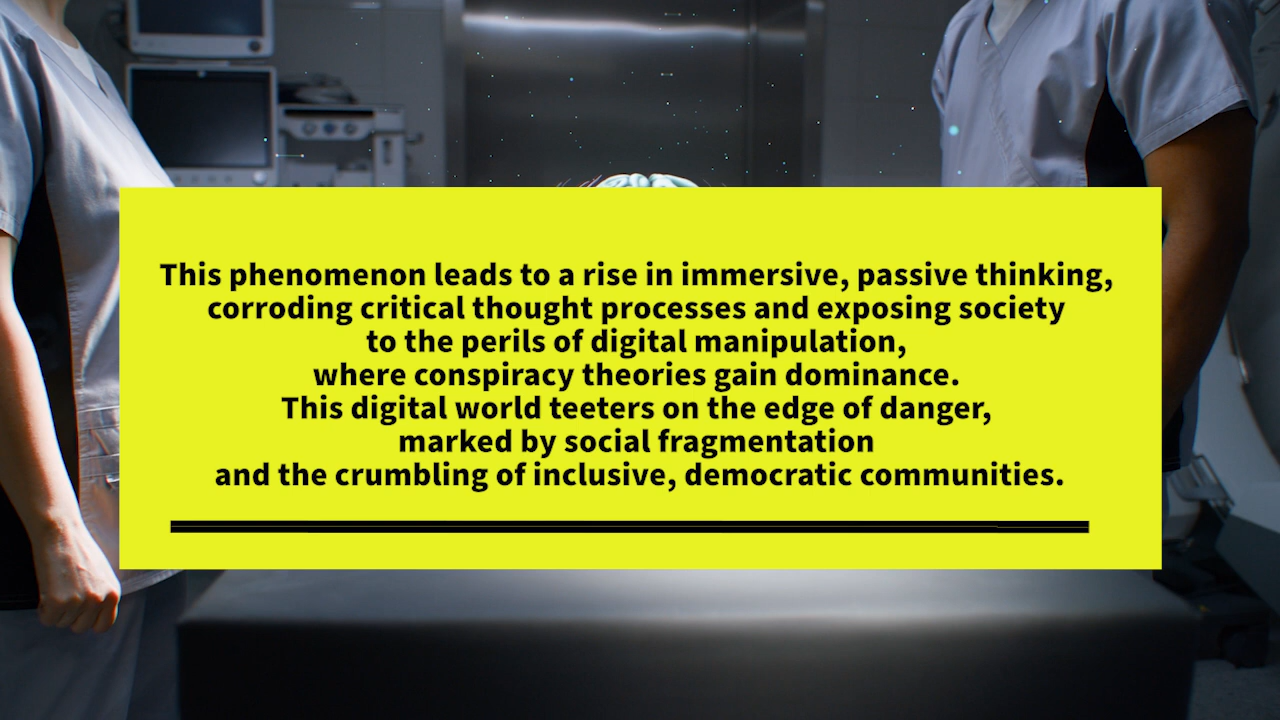 This phenomenon leads to a rise in immersive, passive thinking,
corroding critical thought processes and exposing society
to the perils of digital manipulation,
where conspiracy theories gain dominance.
This digital world teeters on the edge of danger,
marked by social fragmentation
and the crumbling of inclusive, democratic communities.